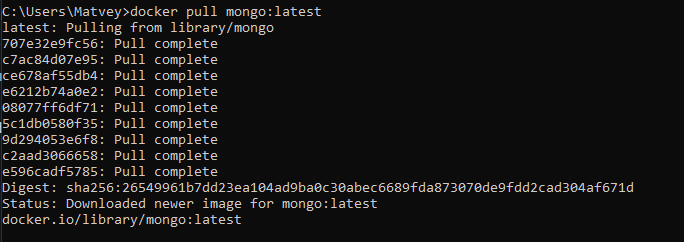 C:\Users\Matvey>docker pull mongo:latest
latest: Pulling from library/mongo
707e32e9fc56: Pull complete
c7ac84d07e95: Pull complete
ce678af55db4: Pull complete
e6212b74a0e2: Pull complete
08077ff6df71: Pull complete
5c1db0580f35: Pull complete
9d294053e6f8: Pull complete
c2aad3066658: Pull complete
e596cadf5785: Pull complete
Digest: sha256:26549961b7dd23ea104ad9ba0c30abec6689fda873070de9fdd2cad304af671d
Status: Downloaded newer image for mongo:latest
docker.io/library/mongo:latest